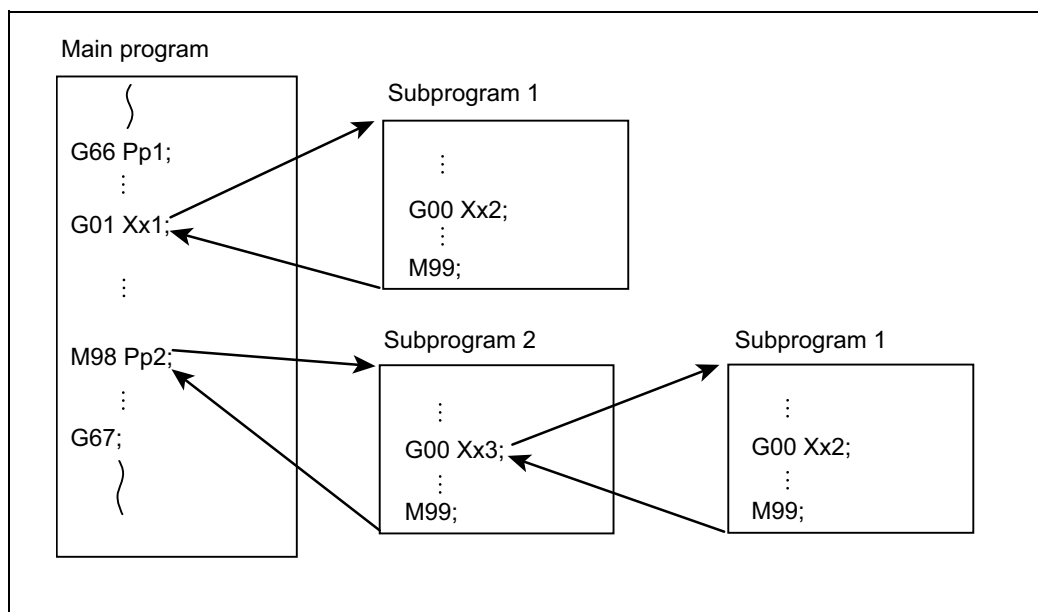 Main program
G66 Pp1;
⋮
G01 Xx1;
⋮
M98 Pp2;
⋮
G67;
Subprogram 1
⋮
G00 Xx2;
⋮
M99;
Subprogram 2
⋮
G00 Xx3;
⋮
M99;
Subprogram 1
⋮
G00 Xx2;
⋮
M99;